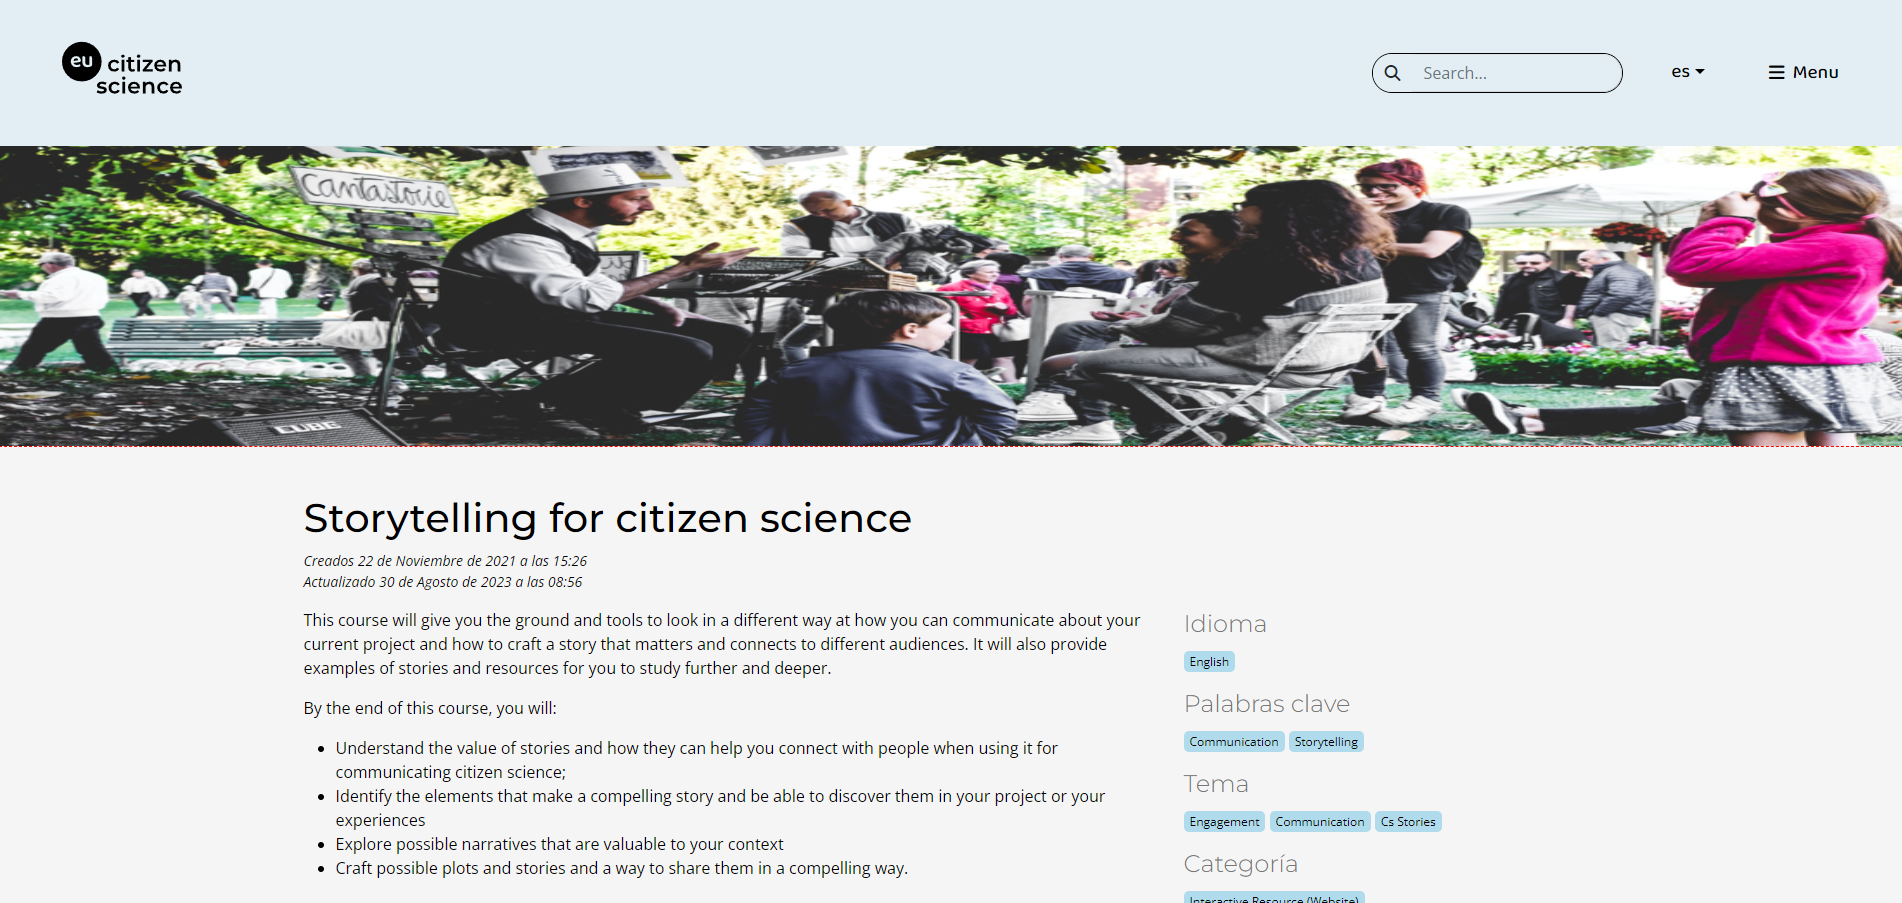 eu citizen
science
Search...
es
Menu
Cantastorie
CUBE
Storytelling for citizen science
Creados 22 de Noviembre de 2021 a las 15:26
Actualizado 30 de Agosto de 2023 a las 08:56
This course will give you the ground and tools to look in a different way at how you can communicate about your
current project and how to craft a story that matters and connects to different audiences. It will also provide
examples of stories and resources for you to study further and deeper.
By the end of this course, you will:
Understand the value of stories and how they can help you connect with people when using it for
communicating citizen science;
Identify the elements that make a compelling story and be able to discover them in your project or your
experiences
Explore possible narratives that are valuable to your context
Craft possible plots and stories and a way to share them in a compelling way.
Idioma
English
Palabras clave
Communication Storytelling
Tema
Engagement Communication Cs Stories
Categoría
Interactive Resource (Website)